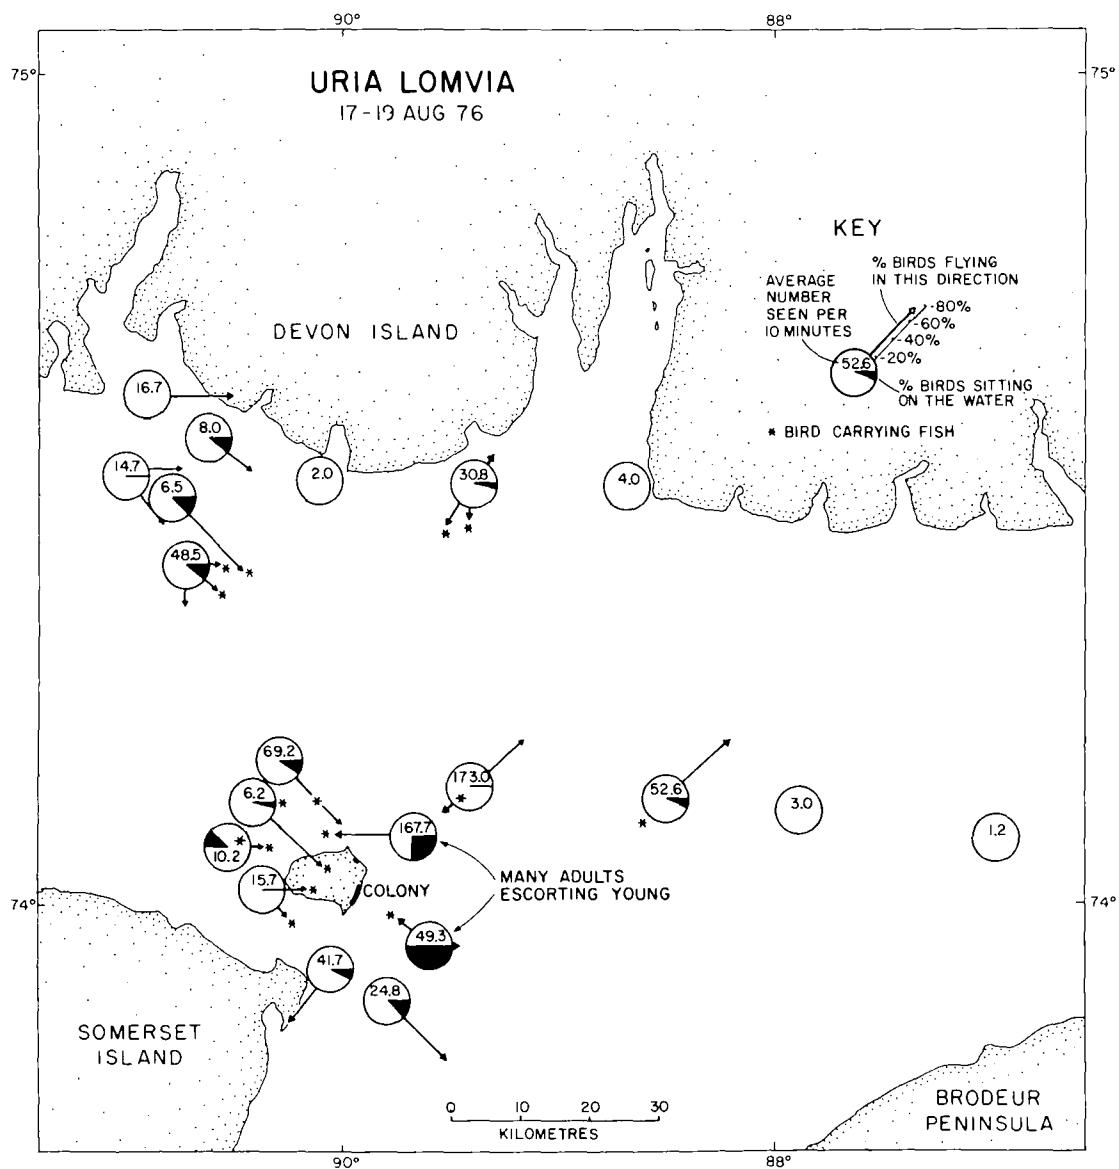 90°
88°
75°
75°
URIA LOMVIA
17-19 AUG 76
KEY
% BIRDS FLYING
IN THIS DIRECTION
AVERAGE
NUMBER
SEEN PER
10 MINUTES
-80%
-60%
-40%
-20%
52.6
% BIRDS SITTING
ON THE WATER
* BIRD CARRYING FISH
DEVON ISLAND
16.7
8.0
14.7
6.5
2.0
30.8
4.0
48.5
69.2
6.2
10.2
15.7
173.0
167.7
52.6
3.0
1.2
MANY ADULTS
ESCORTING YOUNG
COLONY
74°
74°
49.3
41.7
24.8
SOMERSET
ISLAND
BRODEUR
PENINSULA
0 10 20 30
KILOMETRES
90°
88°